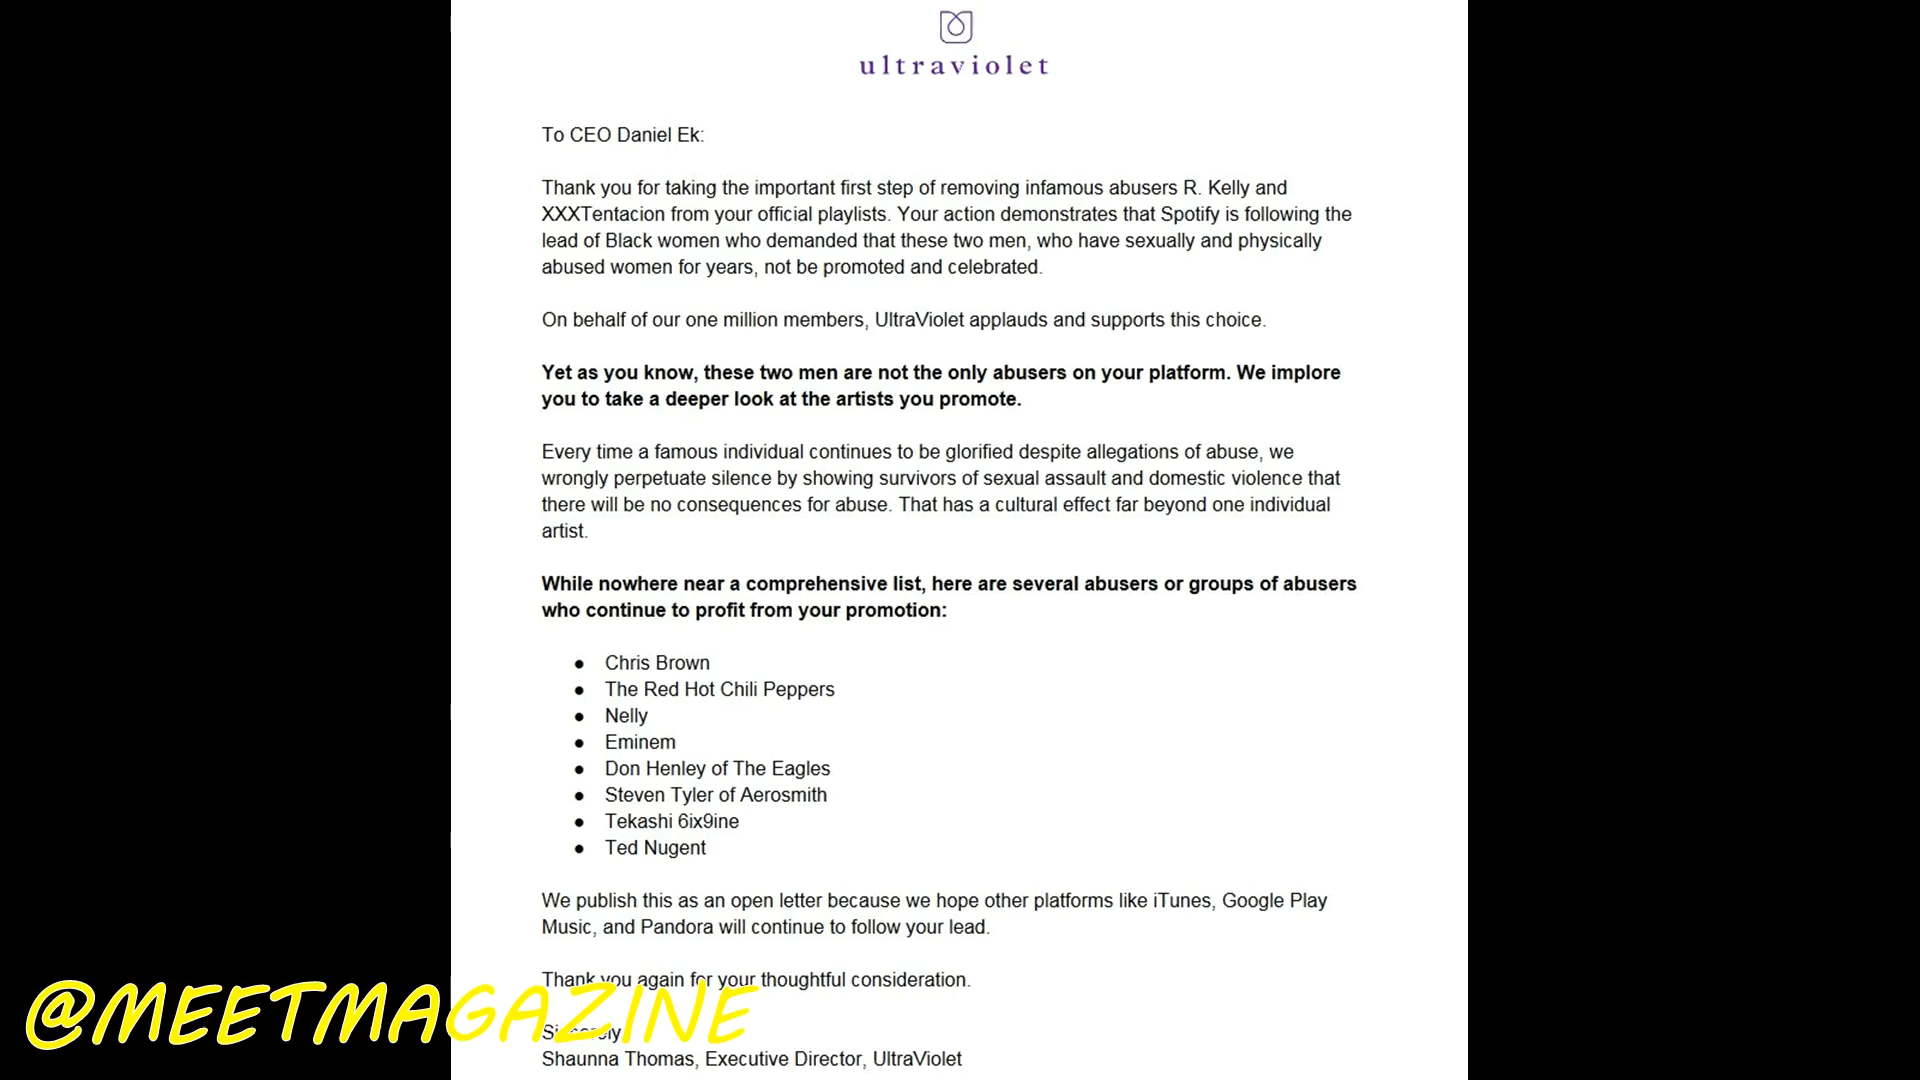 ultraviolet
To CEO Daniel Ek:
Thank you for taking the important first step of removing infamous abusers R. Kelly and
XXXTentacion from your official playlists. Your action demonstrates that Spotify is following the
lead of Black women who demanded that these two men, who have sexually and physically
abused women for years, not be promoted and celebrated.
On behalf of our one million members, UltraViolet applauds and supports this choice.
Yet as you know, these two men are not the only abusers on your platform. We implore
you to take a deeper look at the artists you promote.
Every time a famous individual continues to be glorified despite allegations of abuse, we
wrongly perpetuate silence by showing survivors of sexual assault and domestic violence that
there will be no consequences for abuse. That has a cultural effect far beyond one individual
artist.
While nowhere near a comprehensive list, here are several abusers or groups of abusers
who continue to profit from your promotion:
● Chris Brown
● The Red Hot Chili Peppers
● Nelly
● Eminem
● Don Henley of The Eagles
● Steven Tyler of Aerosmith
● Tekashi 6ix9ine
● Ted Nugent
We publish this as an open letter because we hope other platforms like iTunes, Google Play
Music, and Pandora will continue to follow your lead.
Thank you again for your thoughtful consideration.
@MEETMAGAZINE
Sincerely
Shaunna Thomas, Executive Director, UltraViolet